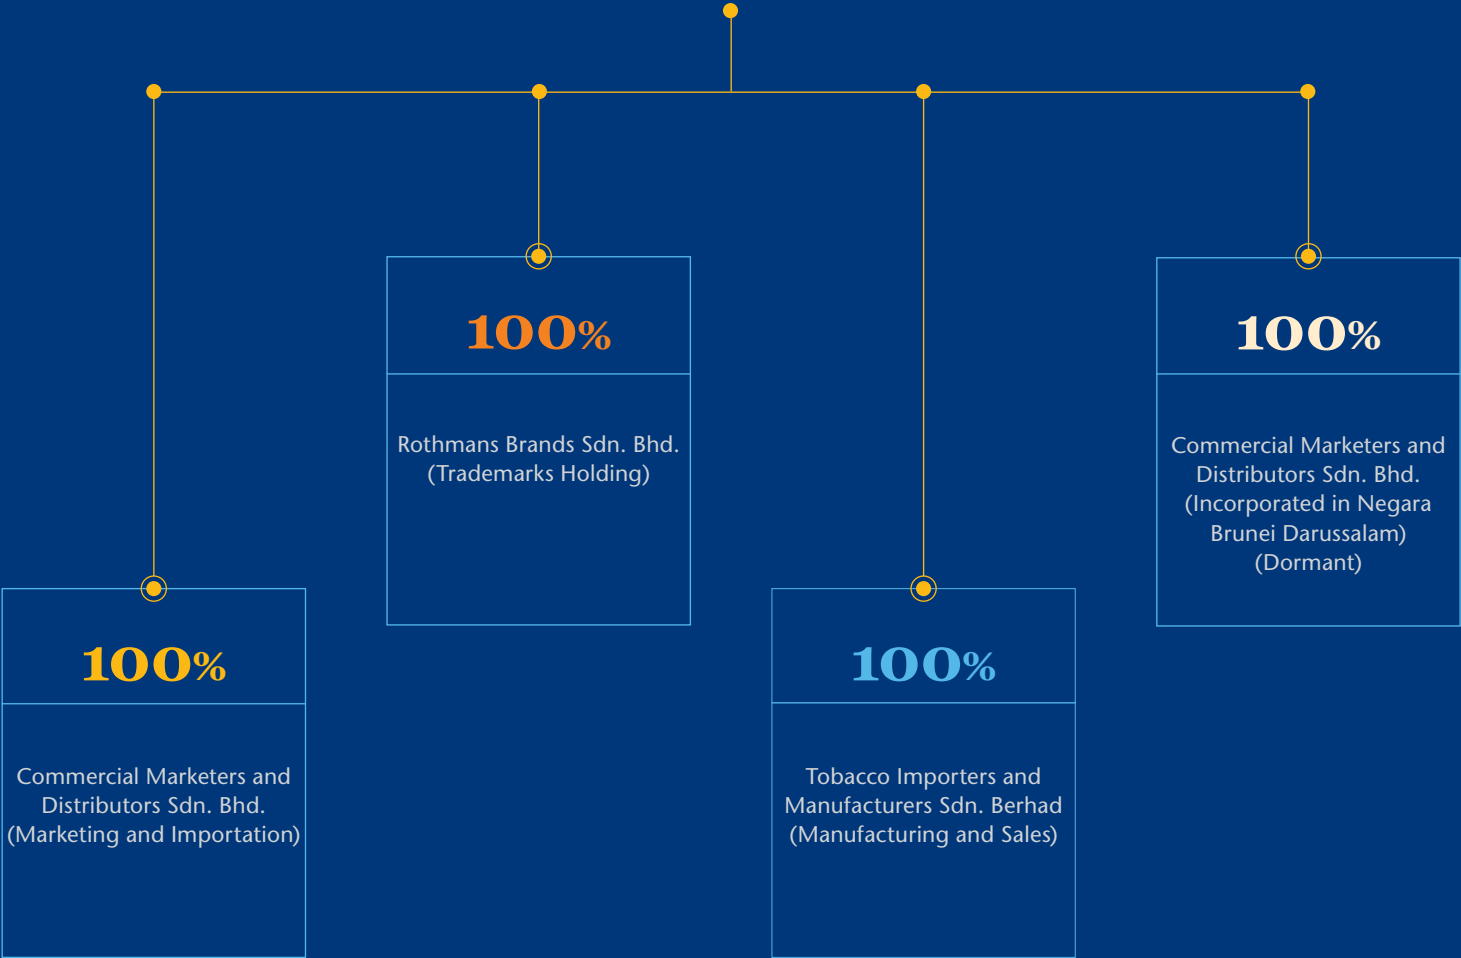 100%
Commercial Marketers and
Distributors Sdn. Bhd.
(Marketing and Importation)
100%
Rothmans Brands Sdn. Bhd.
(Trademarks Holding)
100%
Tobacco Importers and
Manufacturers Sdn. Berhad
(Manufacturing and Sales)
100%
Commercial Marketers and
Distributors Sdn. Bhd.
(Incorporated in Negara
Brunei Darussalam)
(Dormant)